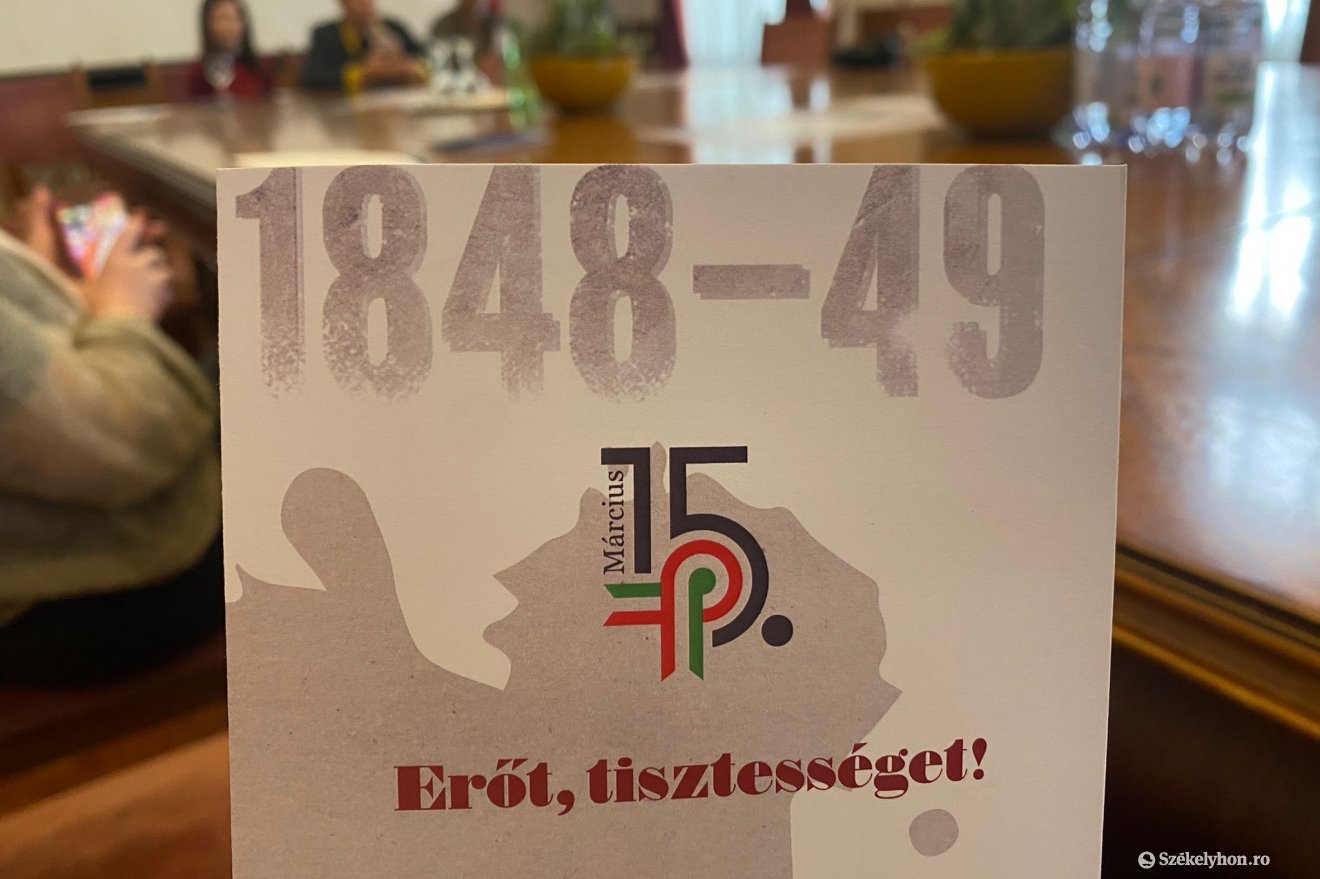 1848–49
Március
15.
Erőt, tisztességet!
Székelyhon.ro